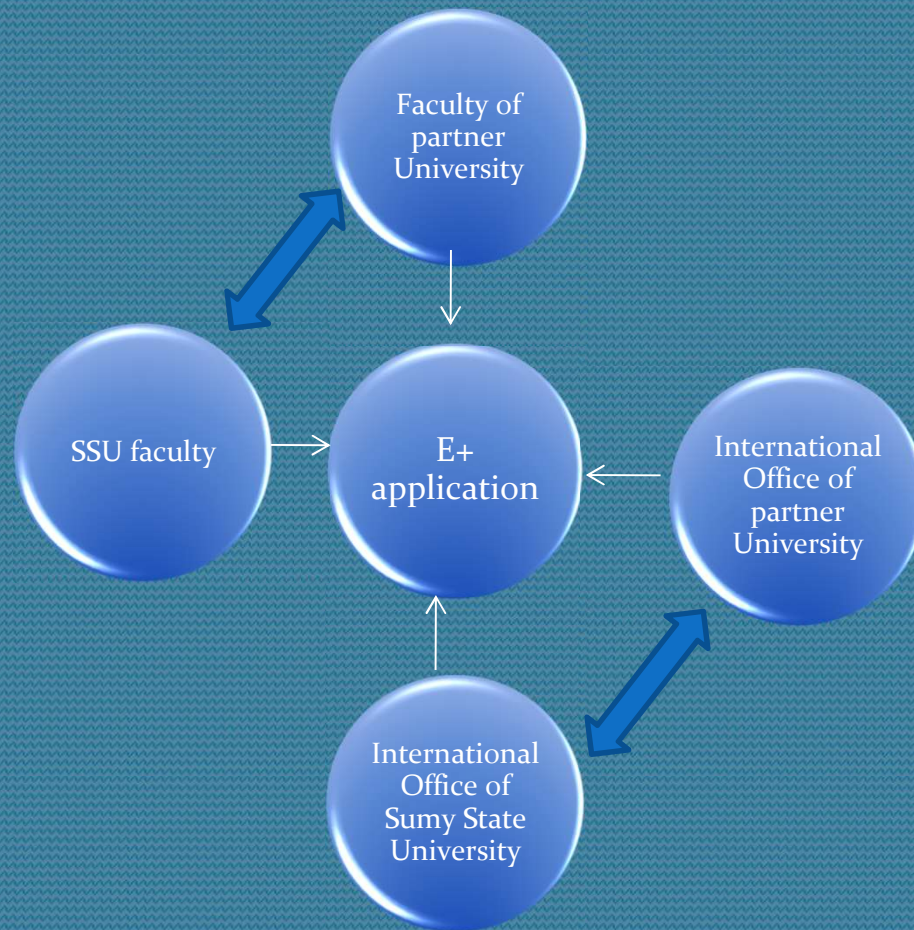 Faculty of
partner
University
SSU faculty
E+
application
International
Office of
partner
University
International
Office of
Sumy State
University